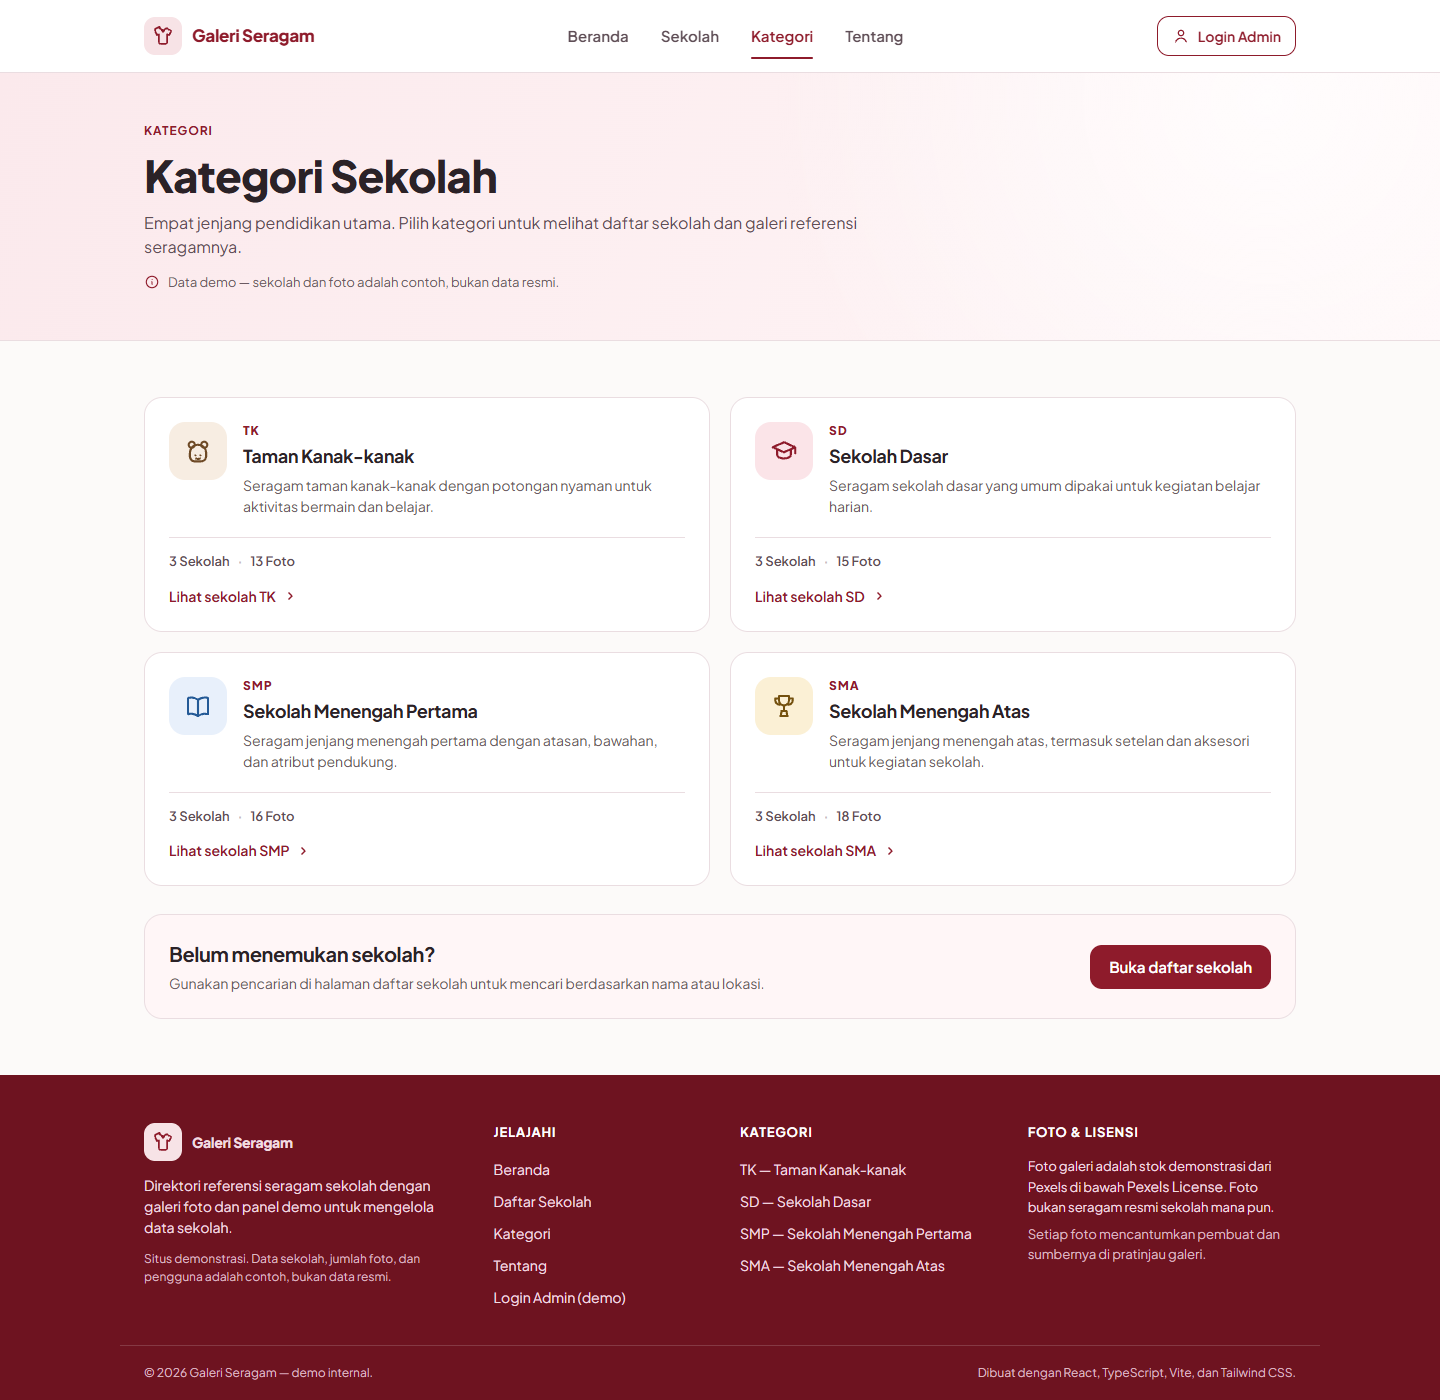 Galeri Seragam
Beranda
Sekolah
Kategori
Tentang
Login Admin
KATEGORI
Kategori Sekolah
Empat jenjang pendidikan utama. Pilih kategori untuk melihat daftar sekolah dan galeri referensi
seragamnya.
Data demo — sekolah dan foto adalah contoh, bukan data resmi.
TK
Taman Kanak-kanak
Seragam taman kanak-kanak dengan potongan nyaman untuk
aktivitas bermain dan belajar.
3 Sekolah · 13 Foto
Lihat sekolah TK
SD
Sekolah Dasar
Seragam sekolah dasar yang umum dipakai untuk kegiatan belajar
harian.
3 Sekolah · 15 Foto
Lihat sekolah SD
SMP
Sekolah Menengah Pertama
Seragam jenjang menengah pertama dengan atasan, bawahan,
dan atribut pendukung.
3 Sekolah · 16 Foto
Lihat sekolah SMP
SMA
Sekolah Menengah Atas
Seragam jenjang menengah atas, termasuk setelan dan aksesori
untuk kegiatan sekolah.
3 Sekolah · 18 Foto
Lihat sekolah SMA
Belum menemukan sekolah?
Gunakan pencarian di halaman daftar sekolah untuk mencari berdasarkan nama atau lokasi.
Buka daftar sekolah
Galeri Seragam
Direktori referensi seragam sekolah dengan
galeri foto dan panel demo untuk mengelola
data sekolah.
Situs demonstrasi. Data sekolah, jumlah foto, dan
pengguna adalah contoh, bukan data resmi.
JELAJAHI
Beranda
Daftar Sekolah
Kategori
Tentang
Login Admin (demo)
KATEGORI
TK — Taman Kanak-kanak
SD — Sekolah Dasar
SMP — Sekolah Menengah Pertama
SMA — Sekolah Menengah Atas
FOTO & LISENSI
Foto galeri adalah stok demonstrasi dari
Pexels di bawah Pexels License. Foto
bukan seragam resmi sekolah mana pun.
Setiap foto mencantumkan pembuat dan
sumbernya di pratinjau galeri.
© 2026 Galeri Seragam — demo internal.
Dibuat dengan React, TypeScript, Vite, dan Tailwind CSS.